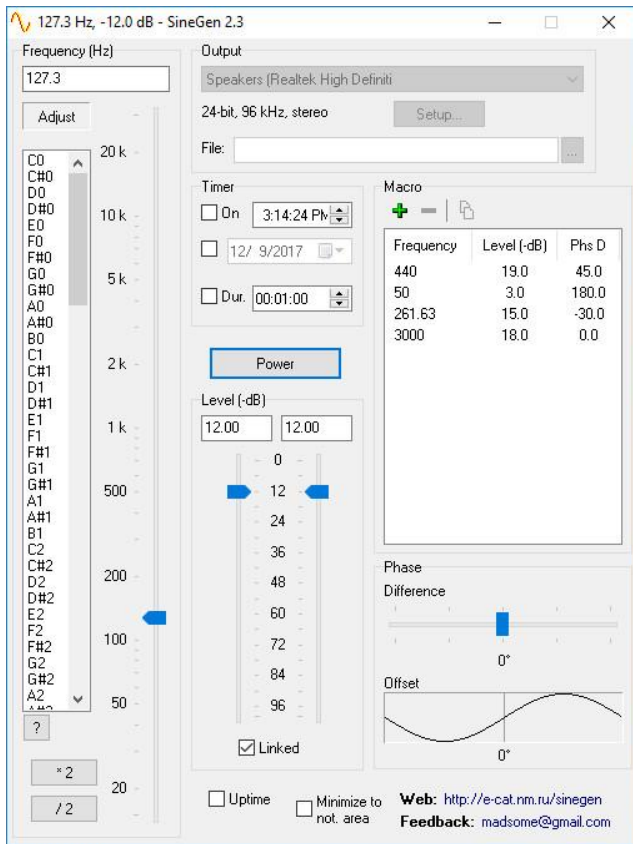 127.3 Hz, -12.0 dB - SineGen 2.3
Frequency (Hz)
127.3
Adjust
C0
C#0
D0
D#0
E0
F0
F#0
G0
G#0
A0
A#0
B0
C1
C#1
D1
D#1
E1
F1
F#1
G1
G#1
A1
A#1
B1
C2
C#2
D2
D#2
E2
F2
F#2
G2
G#2
A2
A#2
?
* 2
/ 2
20 k
10 k
5 k
2 k
1 k
500
200
100
50
20
Output
Speakers (Realtek High Definiti
24-bit, 96 kHz, stereo
Setup...
File:
...
Timer
On 3:14:24 PM
12/ 9/2017
Dur. 00:01:00
Power
Level (-dB)
12.00 12.00
0
12
24
36
48
60
72
84
96
Linked
Macro
Frequency Level (-dB) Phs D
440 19.0 45.0
50 3.0 180.0
261.63 15.0 -30.0
3000 18.0 0.0
Phase
Difference
0°
Offset
0°
Uptime
Minimize to
not. area
Web: http://e-cat.nm.ru/sinegen
Feedback: madsome@gmail.com